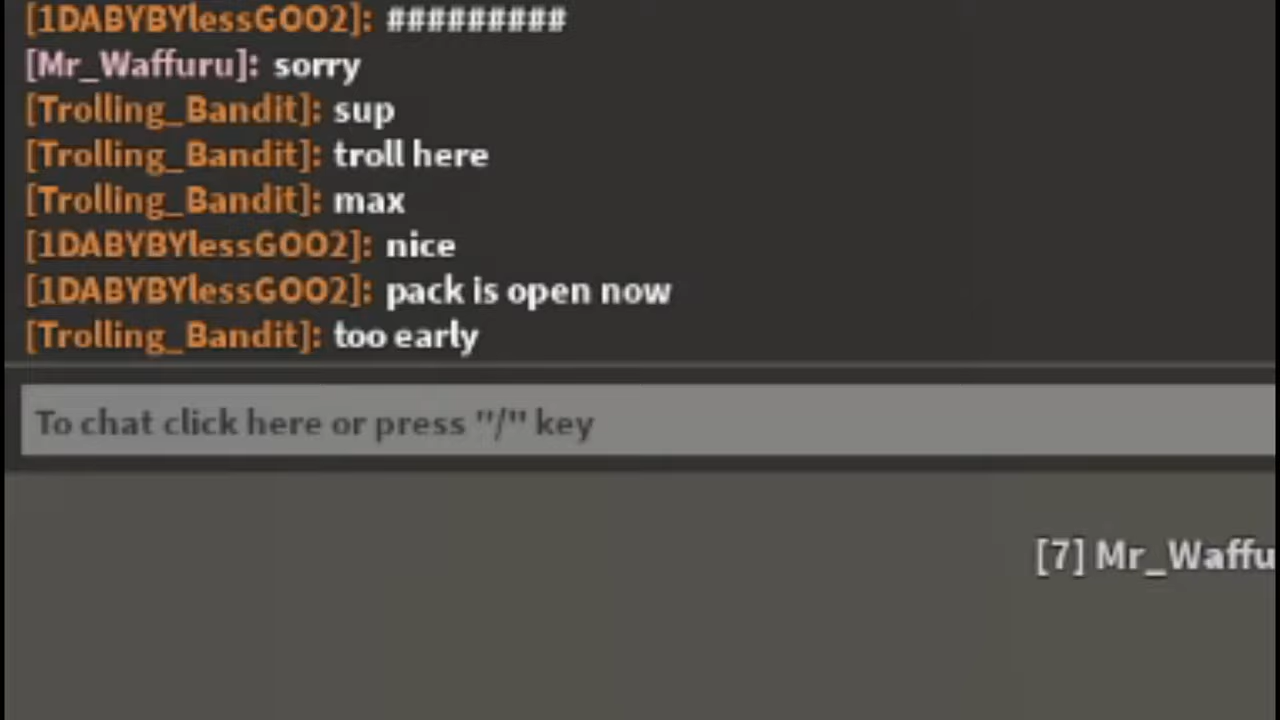 [1DABYBYlessGOO2]: #########
[Mr_Waffuru]: sorry
[Trolling_Bandit]: sup
[Trolling_Bandit]: troll here
[Trolling_Bandit]: max
[1DABYBYlessGOO2]: nice
[1DABYBYlessGOO2]: pack is open now
[Trolling_Bandit]: too early
To chat click here or press "/" key
[7] Mr_Waffu